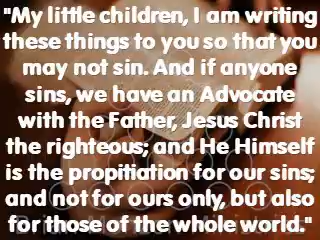 "My little children, I am writing
these things to you so that you
may not sin. And if anyone
sins, we have an Advocate
with the Father, Jesus Christ
the righteous; and He Himself
is the propitiation for our sins;
and not for ours only, but also
for those of the whole world."